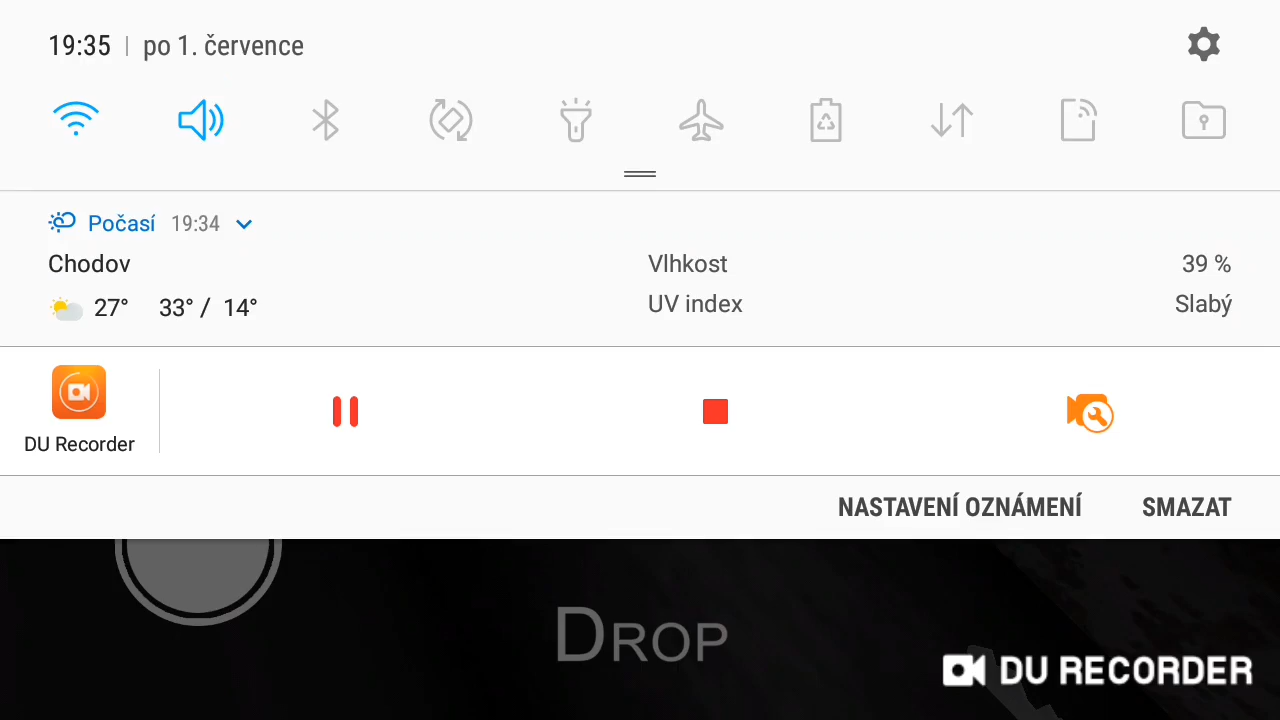 19:35 | po 1. července
Počasí 19:34
Chodov
27° 33° / 14°
Vlhkost 39 %
UV index Slabý
DU Recorder
NASTAVENÍ OZNÁMENÍ SMAZAT
DROP
DU RECORDER